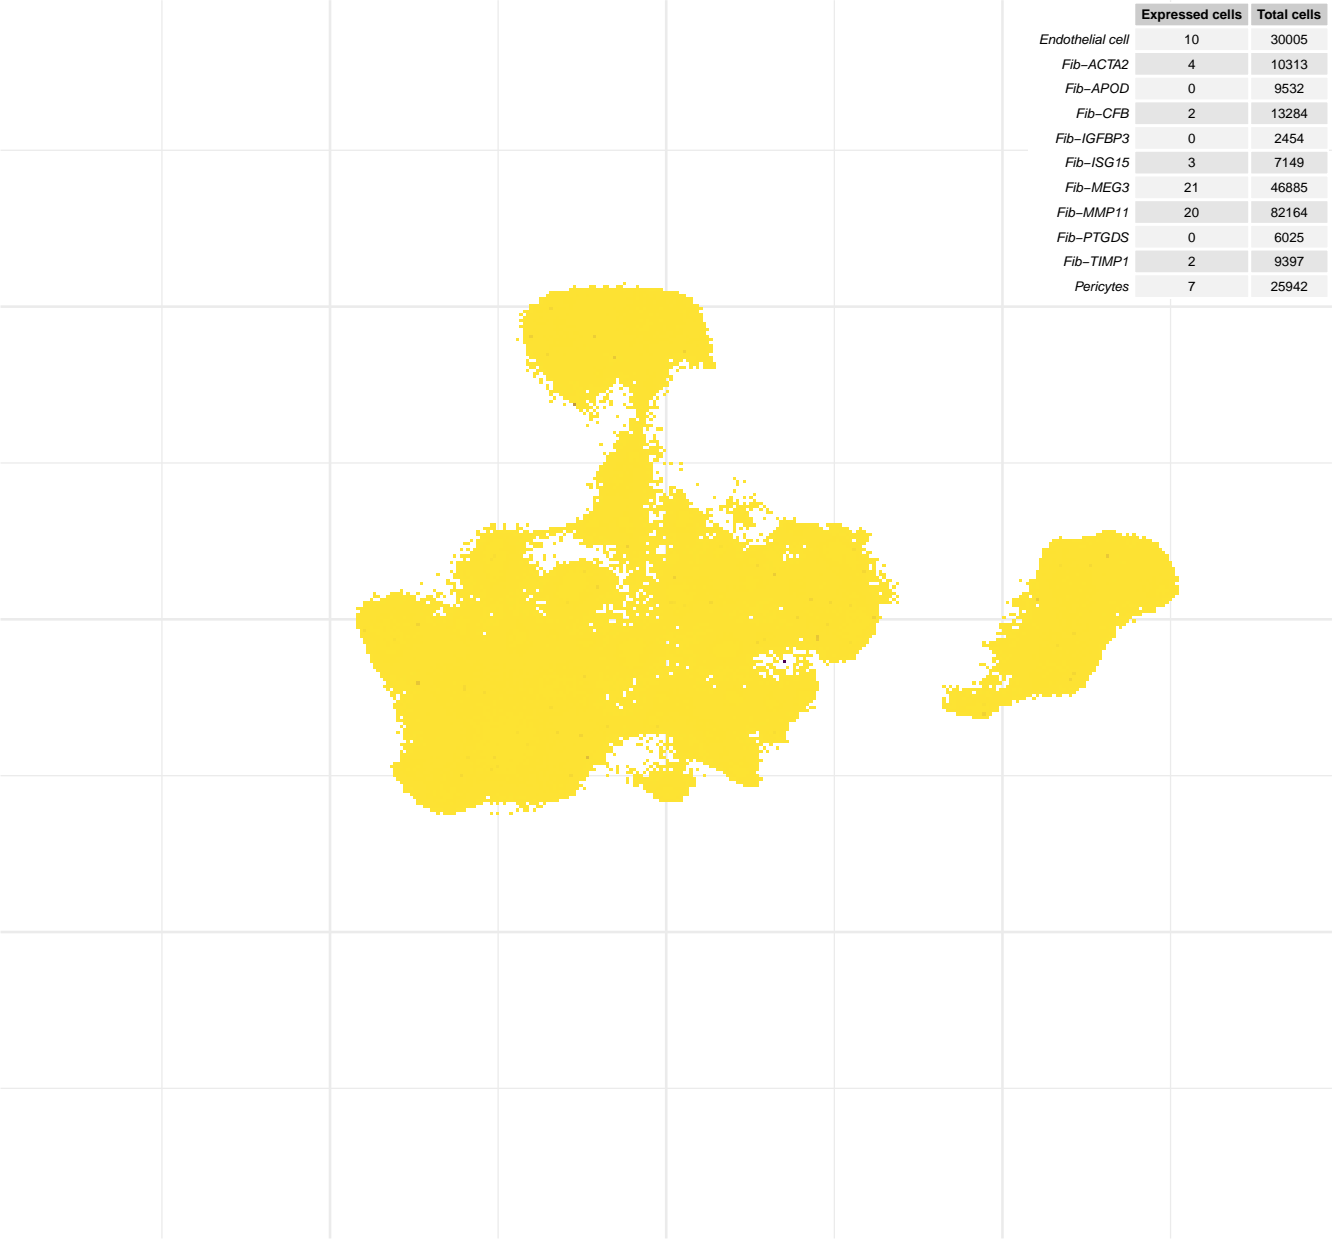 Expressed cells Total cells
Endothelial cell 10 30005
Fib−ACTA2 4 10313
Fib−APOD 0 9532
Fib−CFB 2 13284
Fib−IGFBP3 0 2454
Fib−ISG15 3 7149
Fib−MEG3 21 46885
Fib−MMP11 20 82164
Fib−PTGDS 0 6025
Fib−TIMP1 2 9397
Pericytes 7 25942